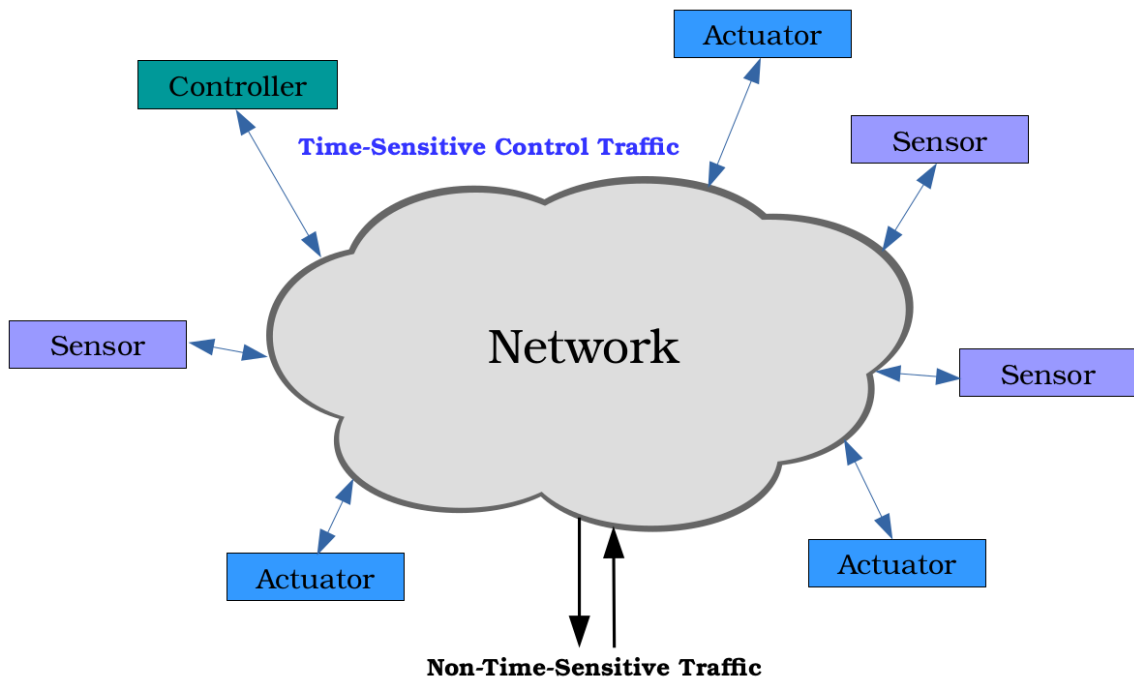 Actuator
Controller
Sensor
Time-Sensitive Control Traffic
Network
Sensor
Sensor
Actuator
Actuator
Non-Time-Sensitive Traffic